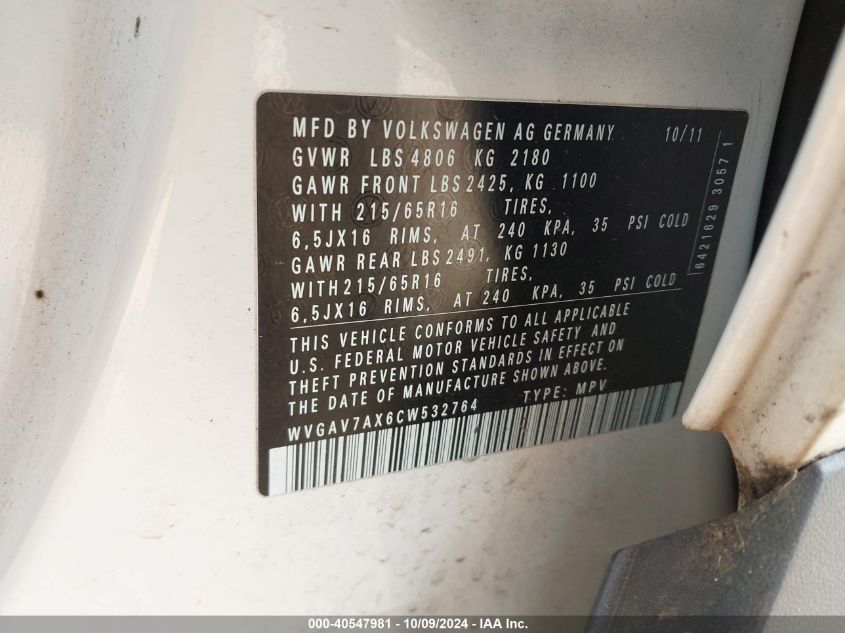 MFD BY VOLKSWAGEN AG GERMANY 10/11
GVWR LBS 4806 KG 2180
GAWR FRONT LBS 2425, KG 1100
WITH 215/65R16 TIRES,
6,5JX16 RIMS, AT 240 KPA, 35 PSI COLD
GAWR REAR LBS 2491, KG 1130
WITH 215/65R16 TIRES,
6,5JX16 RIMS, AT 240 KPA, 35 PSI COLD
THIS VEHICLE CONFORMS TO ALL APPLICABLE
U.S. FEDERAL MOTOR VEHICLE SAFETY AND
THEFT PREVENTION STANDARDS IN EFFECT ON
THE DATE OF MANUFACTURE SHOWN ABOVE.
WVGAV7AX6CW532764 TYPE: MPV
6421629 3057 1
000-40547981 - 10/09/2024 - IAA Inc.